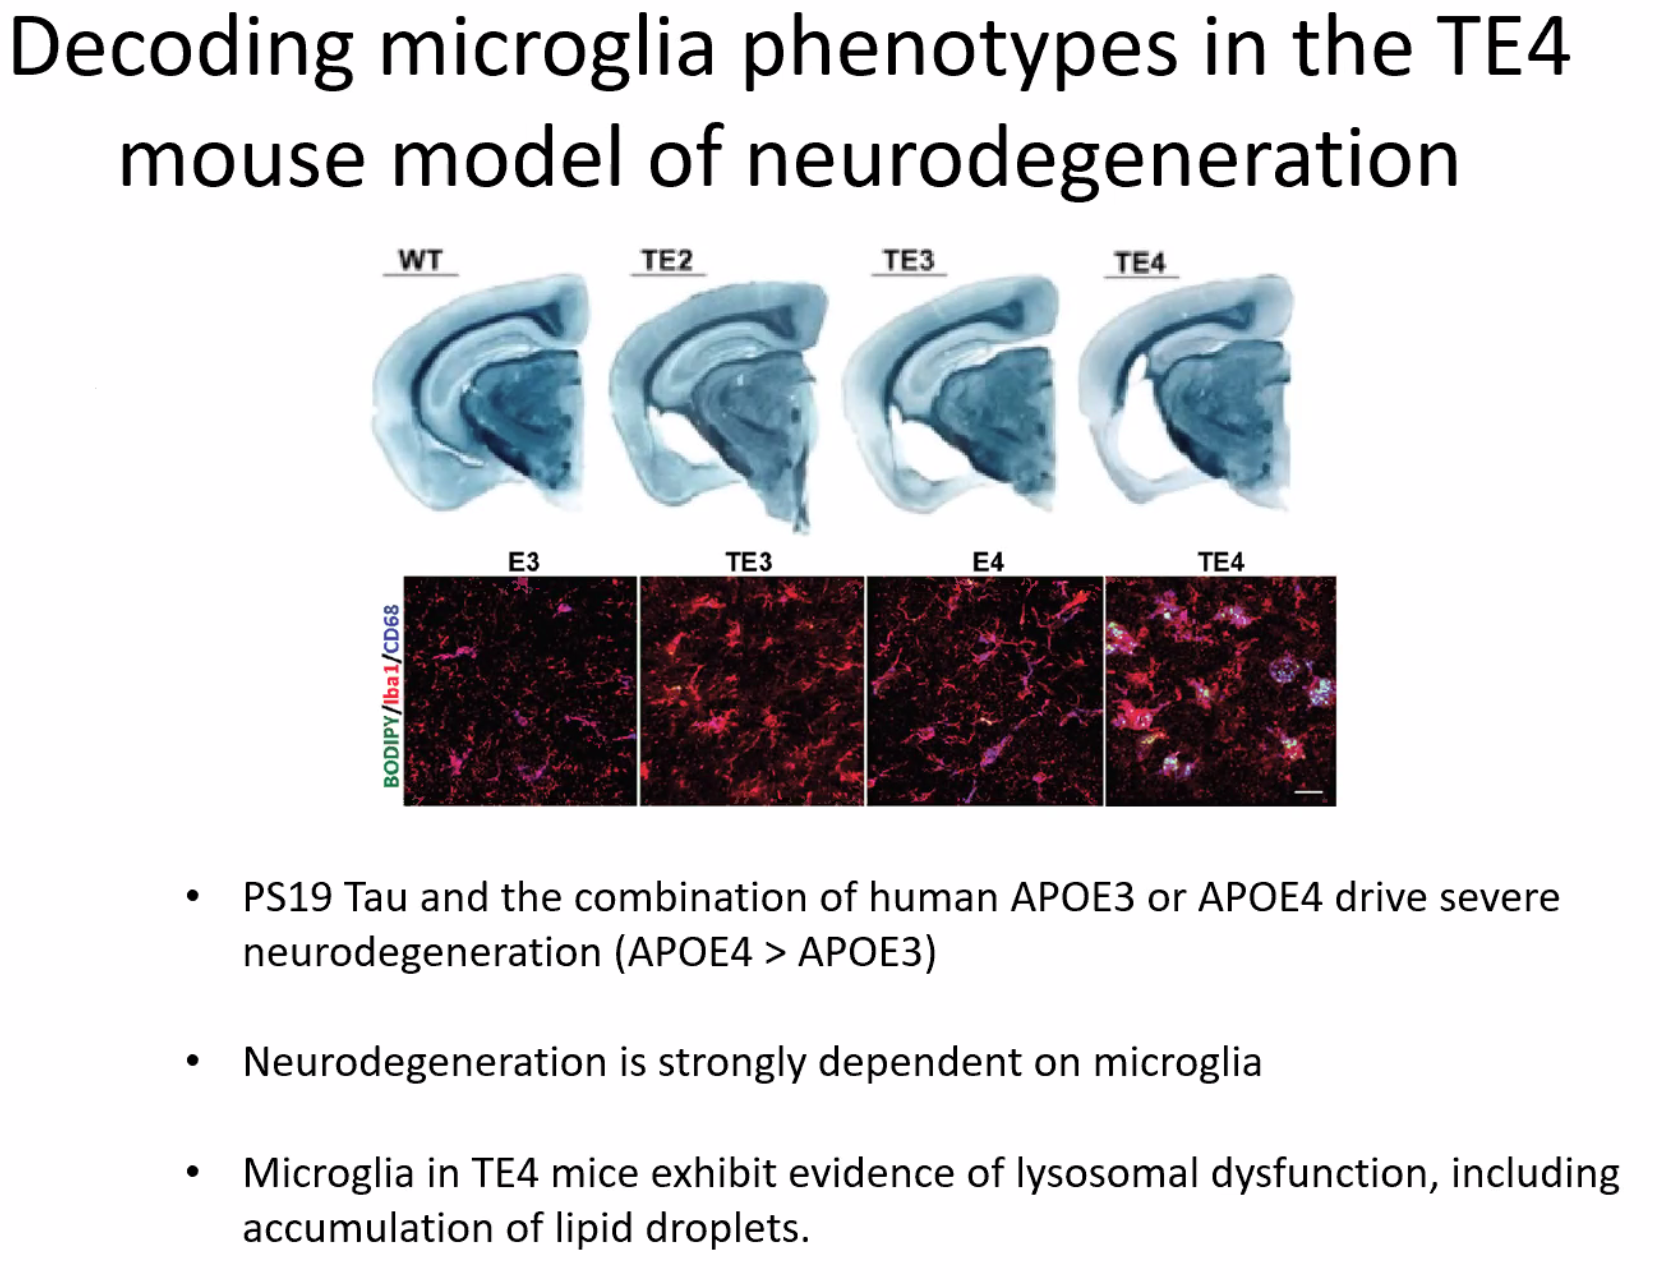 Decoding microglia phenotypes in the TE4
mouse model of neurodegeneration
WT TE2 TE3 TE4
E3 TE3 E4 TE4
BODIPY/Iba1/CD68
• PS19 Tau and the combination of human APOE3 or APOE4 drive severe
neurodegeneration (APOE4 > APOE3)
• Neurodegeneration is strongly dependent on microglia
• Microglia in TE4 mice exhibit evidence of lysosomal dysfunction, including
accumulation of lipid droplets.